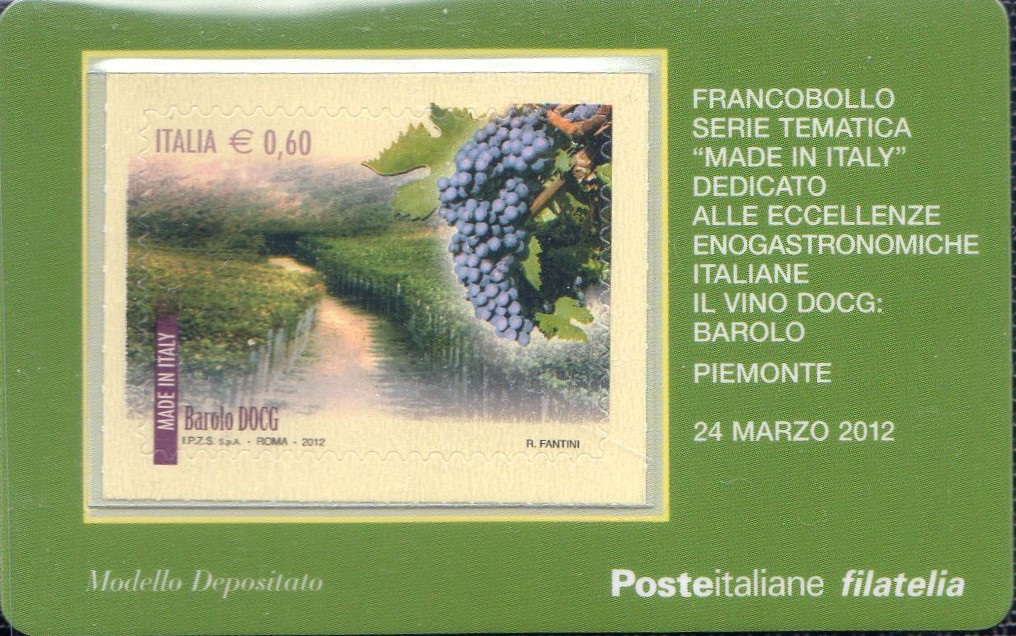 ITALIA € 0,60
MADE IN ITALY
Barolo DOCG
I.P.Z.S. S.p.A. - ROMA - 2012
R. FANTINI
FRANCOBOLLO
SERIE TEMATICA
“MADE IN ITALY”
DEDICATO
ALLE ECCELLENZE
ENOGASTRONOMICHE
ITALIANE
IL VINO DOCG:
BAROLO
PIEMONTE
24 MARZO 2012
Modello Depositato
Posteitaliane filatelia